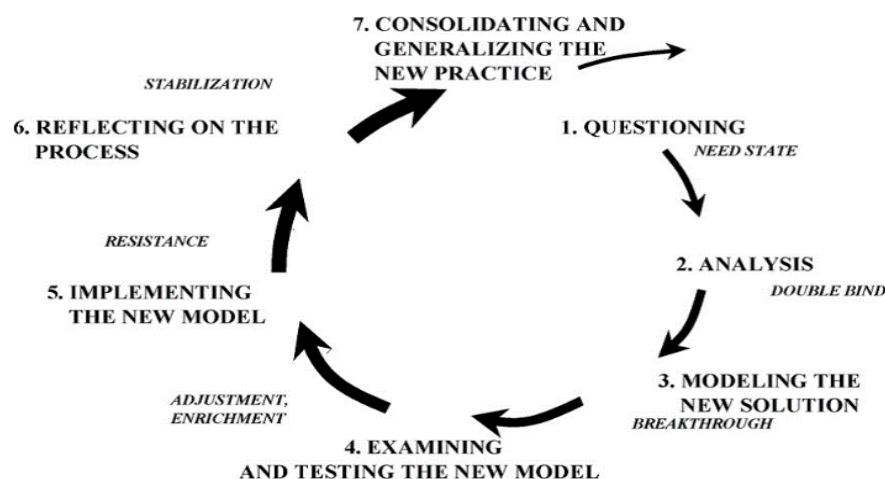 7. CONSOLIDATING AND
GENERALIZING THE
NEW PRACTICE
STABILIZATION
6. REFLECTING ON THE
PROCESS
1. QUESTIONING
NEED STATE
RESISTANCE
2. ANALYSIS
DOUBLE BIND
5. IMPLEMENTING
THE NEW MODEL
3. MODELING THE
NEW SOLUTION
BREAKTHROUGH
ADJUSTMENT,
ENRICHMENT
4. EXAMINING
AND TESTING THE NEW MODEL